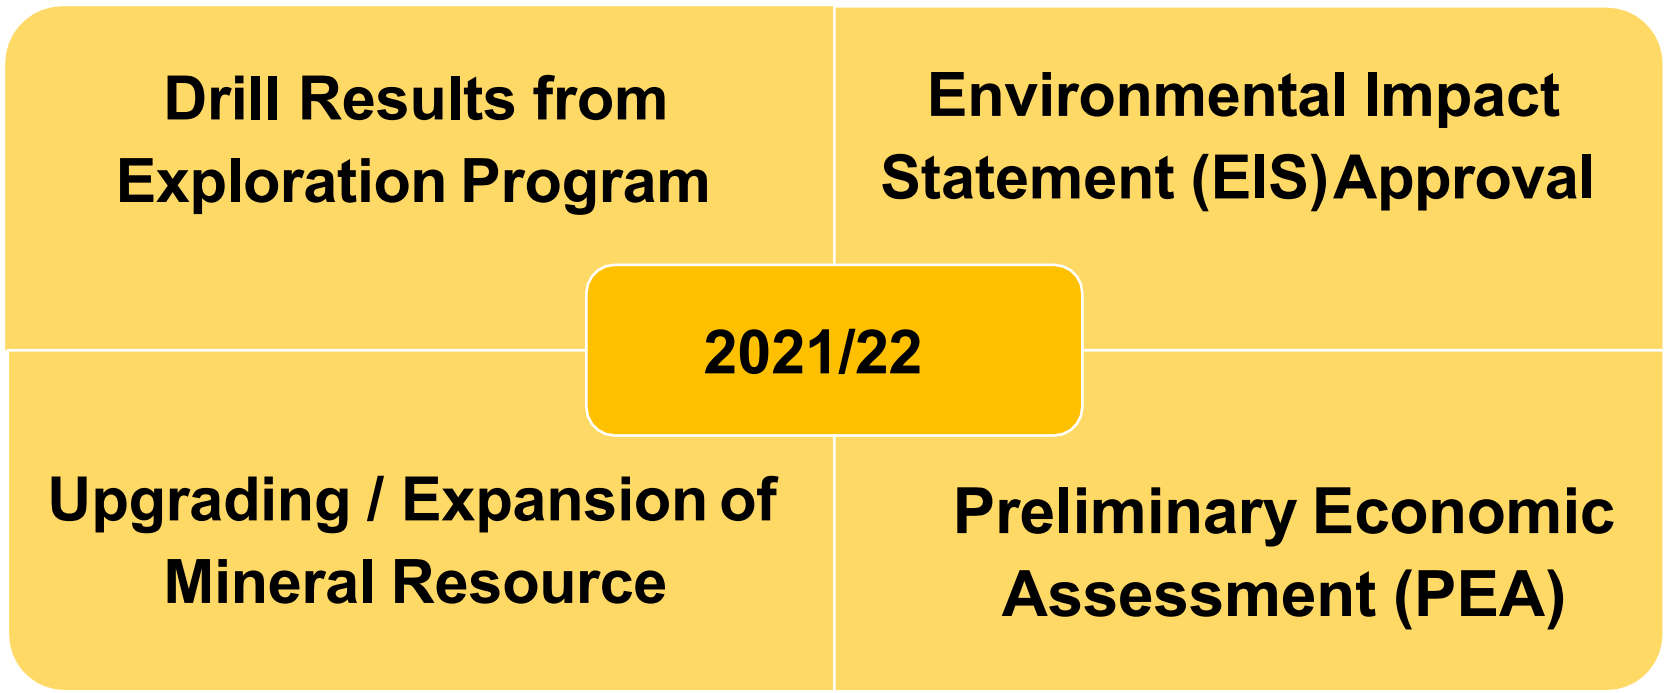 Drill Results from
Exploration Program
Environmental Impact
Statement (EIS) Approval
2021/22
Upgrading / Expansion of
Mineral Resource
Preliminary Economic
Assessment (PEA)